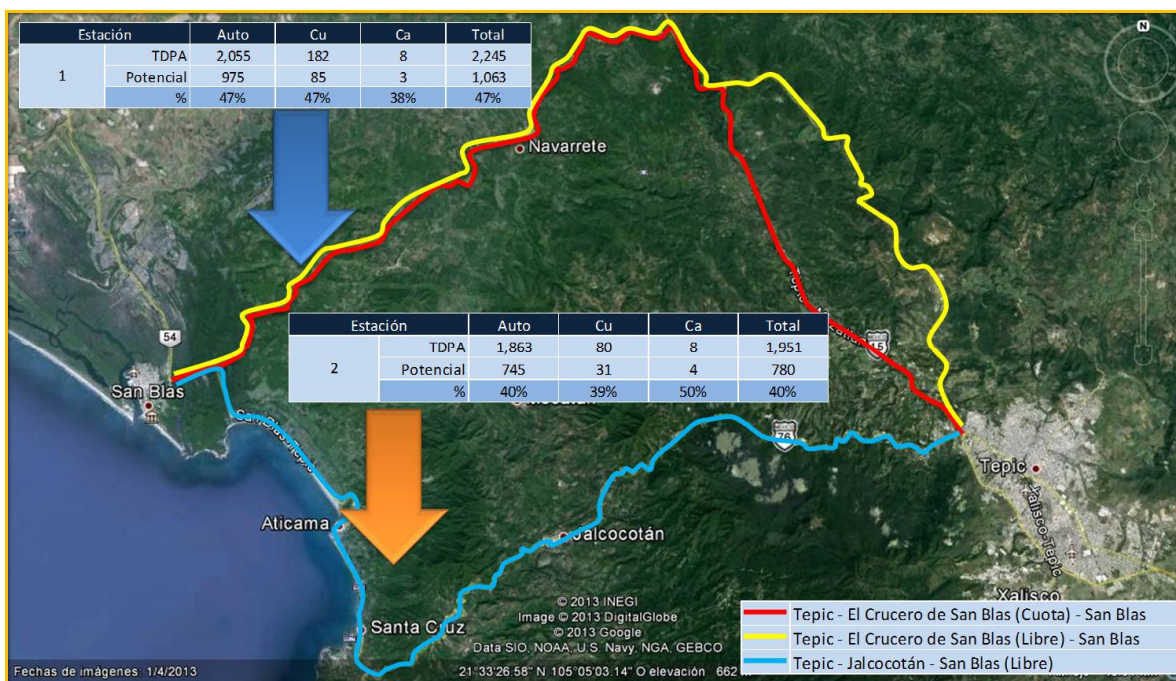 Estación Auto Cu Ca Total
1 TDPA 2,055 182 8 2,245
Potencial 975 85 3 1,063
% 47% 47% 38% 47%
N
Navarrete
54
San Blas
Estación Auto Cu Ca Total
2 TDPA 1,863 80 8 1,951
Potencial 745 31 4 780
% 40% 39% 50% 40%
15
76
Tepic
Xalisco-Tepic
Aticama
Jalcocotán
Xalisco
Santa Cruz
© 2013 INEGI
Image © 2013 DigitalGlobe
© 2013 Google
Data SIO, NOAA, U.S. Navy, NGA, GEBCO
Tepic - El Crucero de San Blas (Cuota) - San Blas
Tepic - El Crucero de San Blas (Libre) - San Blas
Tepic - Jalcocotán - San Blas (Libre)
Fechas de imágenes: 1/4/2013
21°33'26.58" N 105°05'03.14" O elevación 662